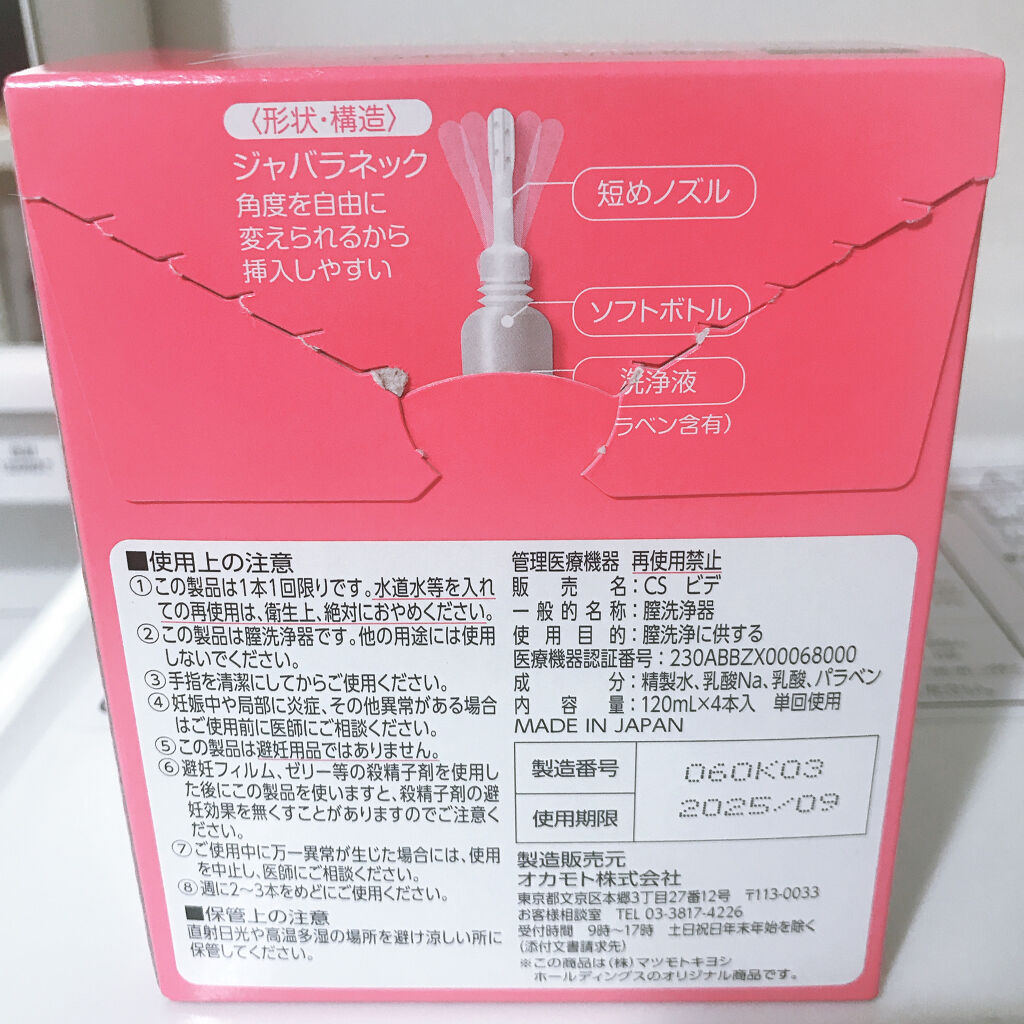 〈形状・構造〉
ジャバラネック
角度を自由に
変えられるから
挿入しやすい
短めノズル
ソフトボトル
洗浄液
ラベン含有)
■使用上の注意
①この製品は1本1回限りです。水道水等を入れ
ての再使用は、衛生上、絶対におやめください。
②この製品は膣洗浄器です。他の用途には使用
しないでください。
③手指を清潔にしてからご使用ください。
④妊娠中や局部に炎症、その他異常がある場合
はご使用前に医師にご相談ください。
⑤この製品は避妊用品ではありません。
⑥避妊フィルム、ゼリー等の殺精子剤を使用し
た後にこの製品を使いますと、殺精子剤の避
妊効果を無くすことがありますのでご注意く
ださい。
⑦ご使用中に万一異常が生じた場合には、使用
を中止し、医師にご相談ください。
⑧週に2~3本をめどにご使用ください。
■保管上の注意
直射日光や高温多湿の場所を避け涼しい所に
保管してください。
管理医療機器 再使用禁止
販売名:CS ビデ
一般的名称:膣洗浄器
使用目的:膣洗浄に供する
医療機器認証番号:230ABBZX00068000
成分:精製水、乳酸Na、乳酸、パラベン
内容量:120mL×4本入 単回使用
MADE IN JAPAN
製造番号 060K03
使用期限 2025/09
製造販売元
オカモト株式会社
東京都文京区本郷3丁目27番12号 〒113-0033
お客様相談室 TEL 03-3817-4226
受付時間 9時~17時 土日祝日年末年始を除く
(添付文書請求先)
※この商品は(株)マツモトキヨシ
ホールディングスのオリジナル商品です。